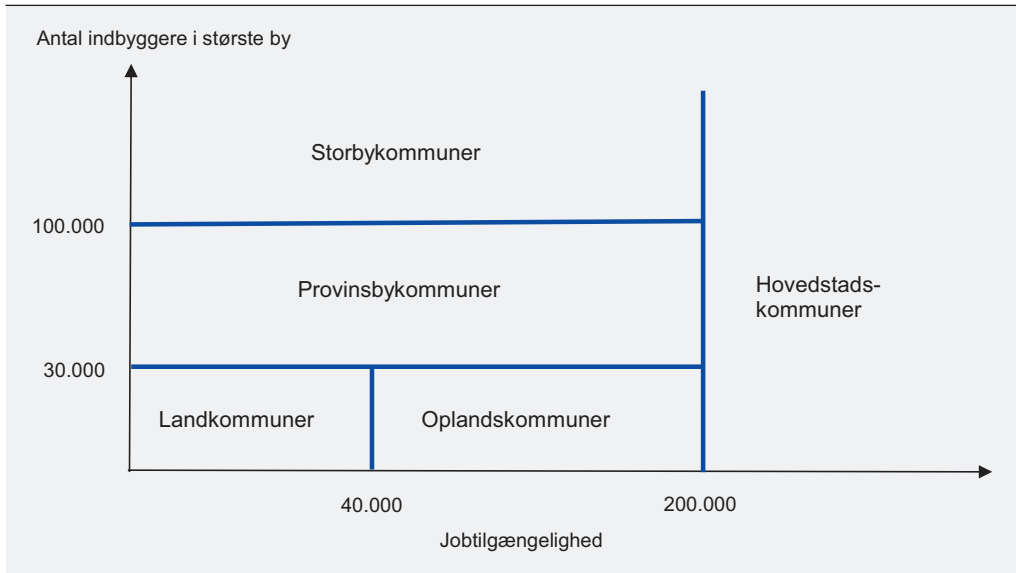 Antal indbyggere i største by
Storbykommuner
100.000
Provinsbykommuner
Hovedstads-
kommuner
30.000
Landkommuner
Oplandskommuner
40.000
200.000
Jobtilgængelighed